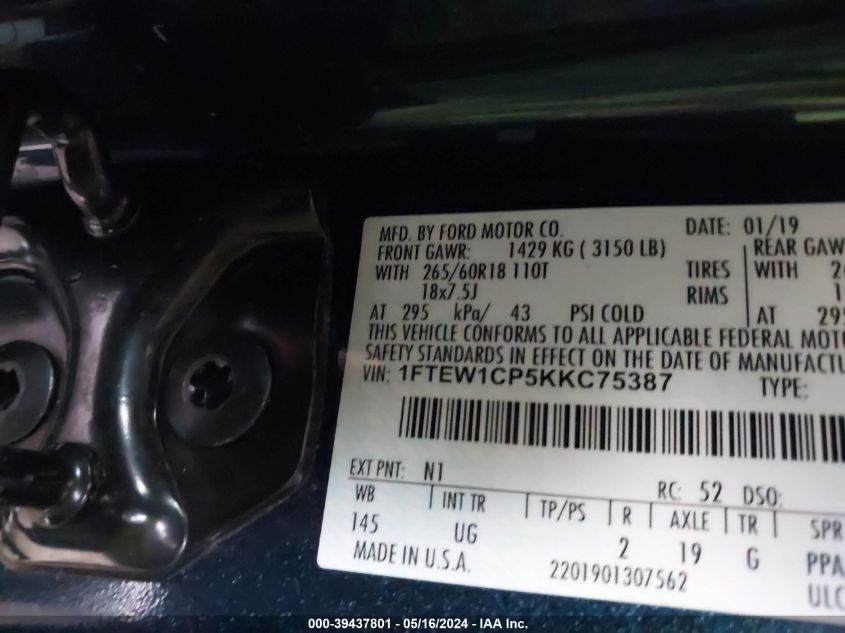 MFD. BY FORD MOTOR CO. DATE: 01/19
FRONT GAWR: 1429 KG ( 3150 LB) REAR GAW
WITH 265/60R18 110T TIRES WITH
18x7.5J RIMS
AT 295 kPa/ 43 PSI COLD AT 295
THIS VEHICLE CONFORMS TO ALL APPLICABLE FEDERAL MOTO
SAFETY STANDARDS IN EFFECT ON THE DATE OF MANUFACTU
VIN: 1FTEW1CP5KKC75387 TYPE:
EXT PNT: N1 RC: 52 DSO:
WB INT TR TP/PS R AXLE TR SPR
145 UG 2 19 G PPA
MADE IN U.S.A. 2201901307562 ULC
000-39437801 - 05/16/2024 - IAA Inc.